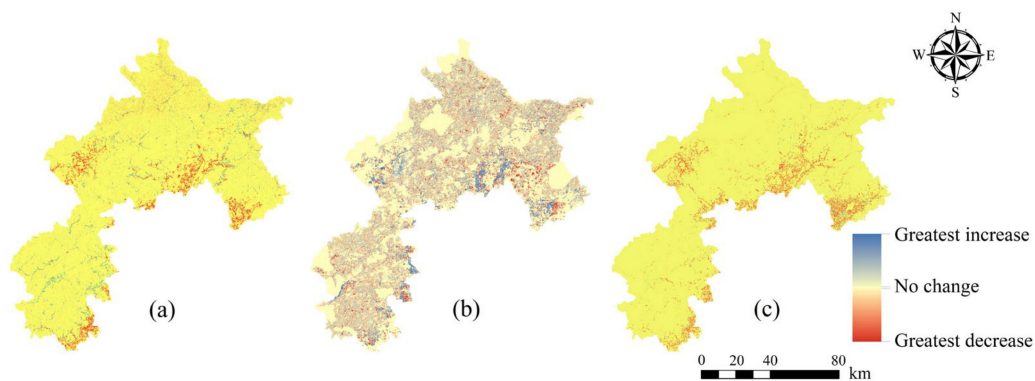 N
W E
S
(a)
(b)
(c)
Greatest increase
No change
Greatest decrease
0 20 40 80
km